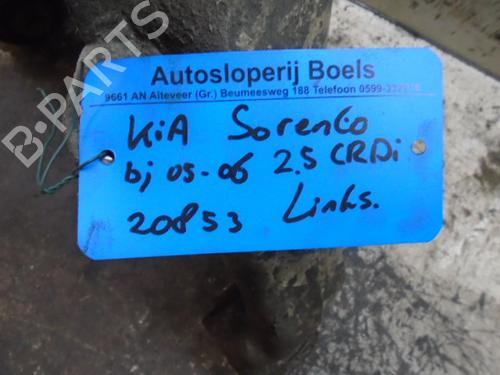 Autosloperij Boels
9661 AN Alteveer (Gr.) Beumeesweg 188 Telefoon
KiA Sorento
bj 05-06 2.5 CRDi
20853 Links.
B-PARTS